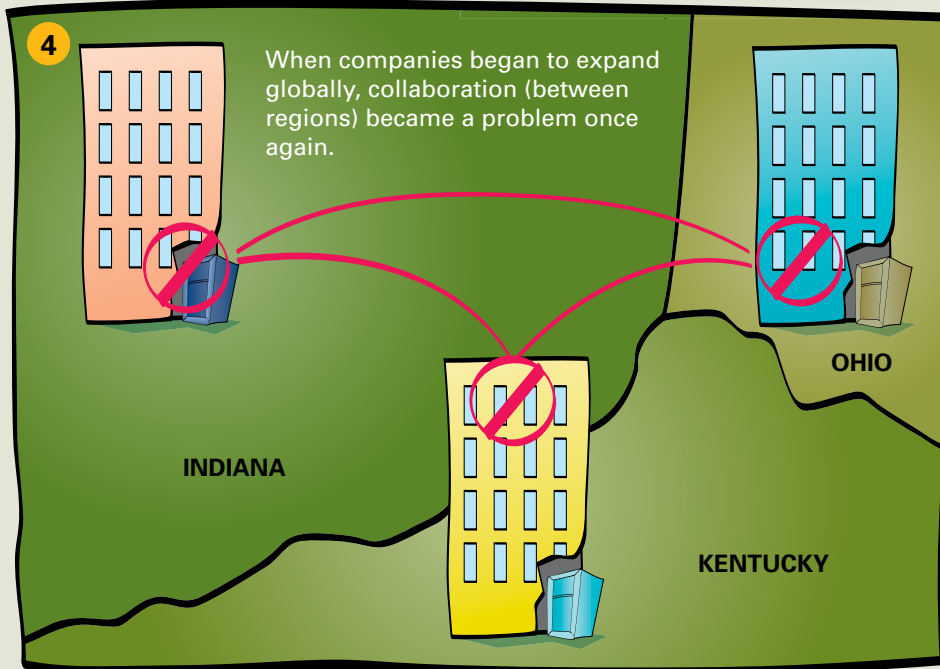 4
When companies began to expand
globally, collaboration (between
regions) became a problem once
again.
OHIO
INDIANA
KENTUCKY